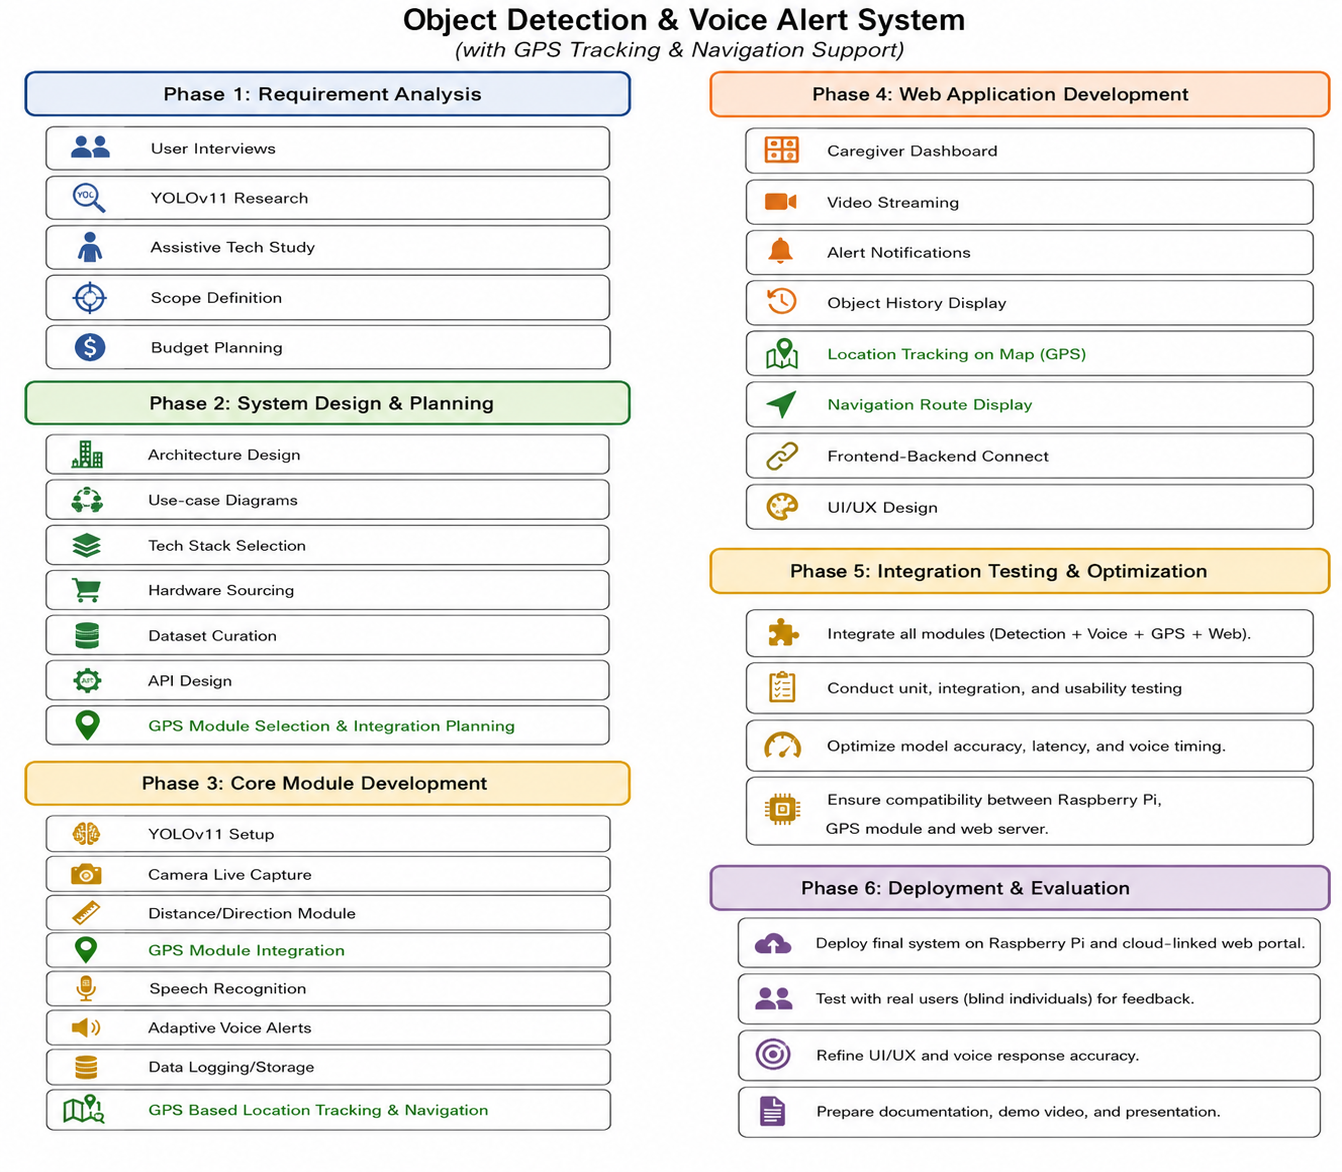 Object Detection & Voice Alert System
(with GPS Tracking & Navigation Support)
Phase 1: Requirement Analysis
User Interviews
YOL
YOLOv11 Research
Assistive Tech Study
Scope Definition
$
Budget Planning
Phase 2: System Design & Planning
Architecture Design
Use-case Diagrams
Tech Stack Selection
Hardware Sourcing
Dataset Curation
API Design
GPS Module Selection & Integration Planning
Phase 3: Core Module Development
YOLOv11 Setup
Camera Live Capture
Distance/Direction Module
GPS Module Integration
Speech Recognition
Adaptive Voice Alerts
Data Logging/Storage
GPS Based Location Tracking & Navigation
Phase 4: Web Application Development
Caregiver Dashboard
Video Streaming
Alert Notifications
Object History Display
Location Tracking on Map (GPS)
Navigation Route Display
Frontend-Backend Connect
UI/UX Design
Phase 5: Integration Testing & Optimization
Integrate all modules (Detection + Voice + GPS + Web).
Conduct unit, integration, and usability testing
Optimize model accuracy, latency, and voice timing.
Ensure compatibility between Raspberry Pi,
GPS module and web server.
Phase 6: Deployment & Evaluation
Deploy final system on Raspberry Pi and cloud-linked web portal.
Test with real users (blind individuals) for feedback.
Refine UI/UX and voice response accuracy.
Prepare documentation, demo video, and presentation.